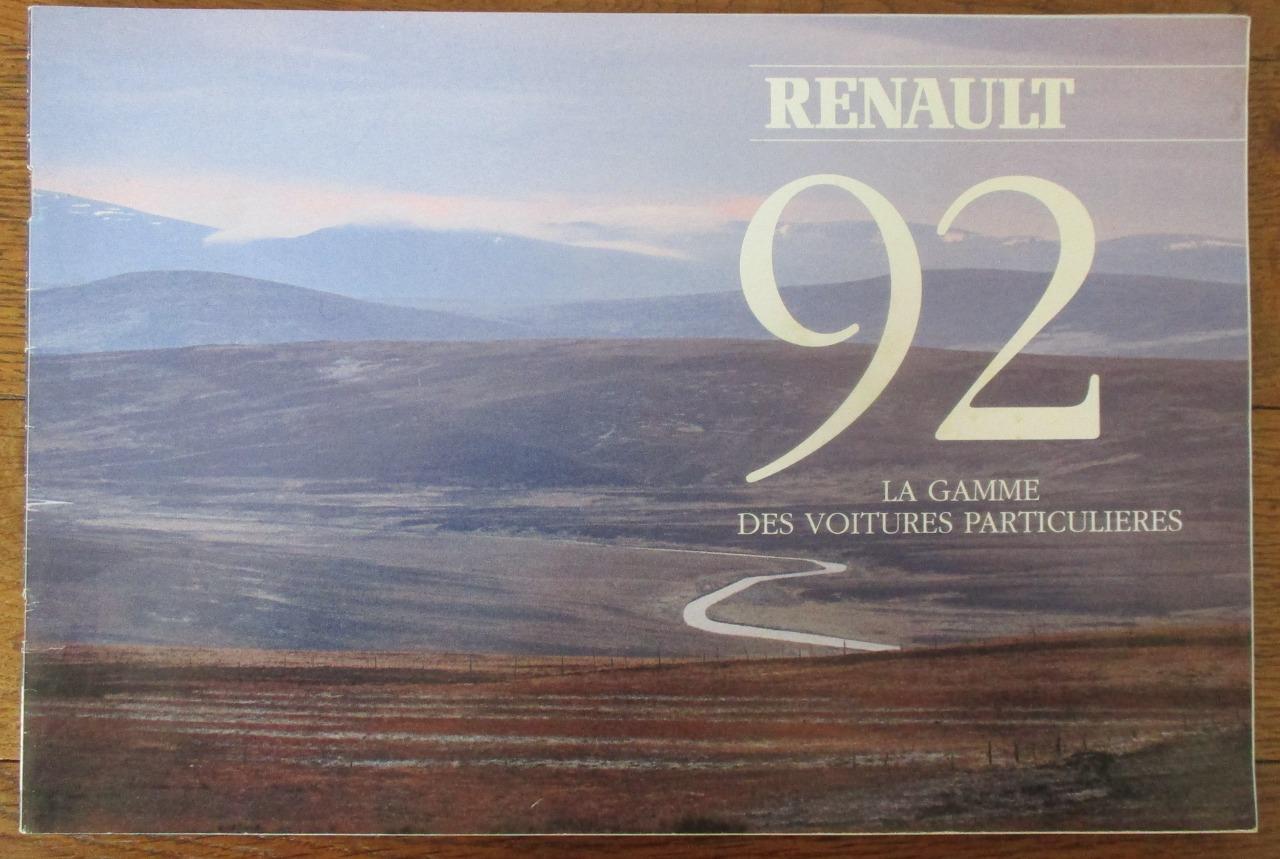 RENAULT
92
LA GAMME
DES VOITURES PARTICULIERES